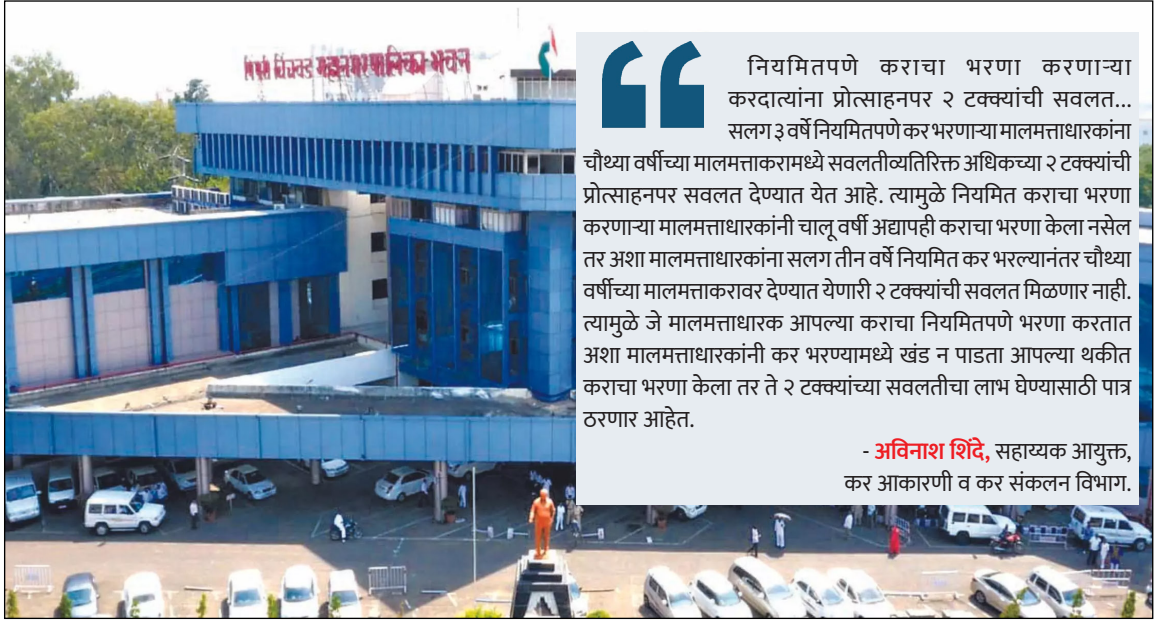 पिंपरी चिंचवड महानगरपालिका भवन
नियमितपणे कराचा भरणा करणाऱ्या
करदात्यांना प्रोत्साहनपर २ टक्क्यांची सवलत...
सलग ३ वर्षे नियमितपणे कर भरणाऱ्या मालमत्ताधारकांना
चौथ्या वर्षीच्या मालमत्ताकरामध्ये सवलतीव्यतिरिक्त अधिकच्या २ टक्क्यांची
प्रोत्साहनपर सवलत देण्यात येत आहे. त्यामुळे नियमित कराचा भरणा
करणाऱ्या मालमत्ताधारकांनी चालू वर्षी अद्यापही कराचा भरणा केला नसेल
तर अशा मालमत्ताधारकांना सलग तीन वर्षे नियमित कर भरल्यानंतर चौथ्या
वर्षीच्या मालमत्ताकरावर देण्यात येणारी २ टक्क्यांची सवलत मिळणार नाही.
त्यामुळे जे मालमत्ताधारक आपल्या कराचा नियमितपणे भरणा करतात
अशा मालमत्ताधारकांनी कर भरण्यामध्ये खंड न पाडता आपल्या थकीत
कराचा भरणा केला तर ते २ टक्क्यांच्या सवलतीचा लाभ घेण्यासाठी पात्र
ठरणार आहेत.
- अविनाश शिंदे, सहाय्यक आयुक्त,
कर आकारणी व कर संकलन विभाग.